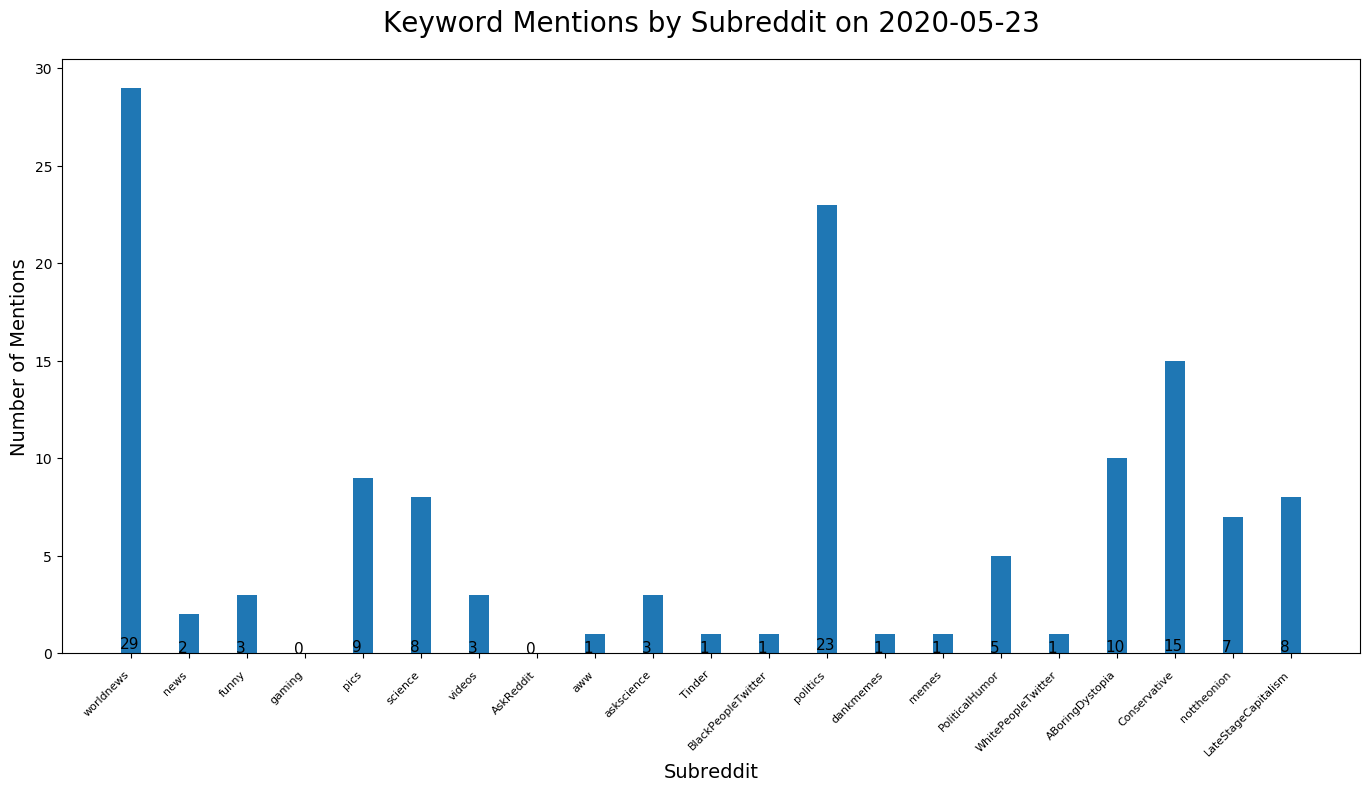 Keyword Mentions by Subreddit on 2020-05-23
Number of Mentions
30
25
20
15
10
5
0
29 2 3 0 9 8 3 0 1 3 1 1 23 1 1 5 1 10 15 7 8
worldnews news funny gaming pics science videos AskReddit aww askscience Tinder BlackPeopleTwitter politics dankmemes memes PoliticalHumor WhitePeopleTwitter ABoringDystopia Conservative nottheonion LateStageCapitalism
Subreddit